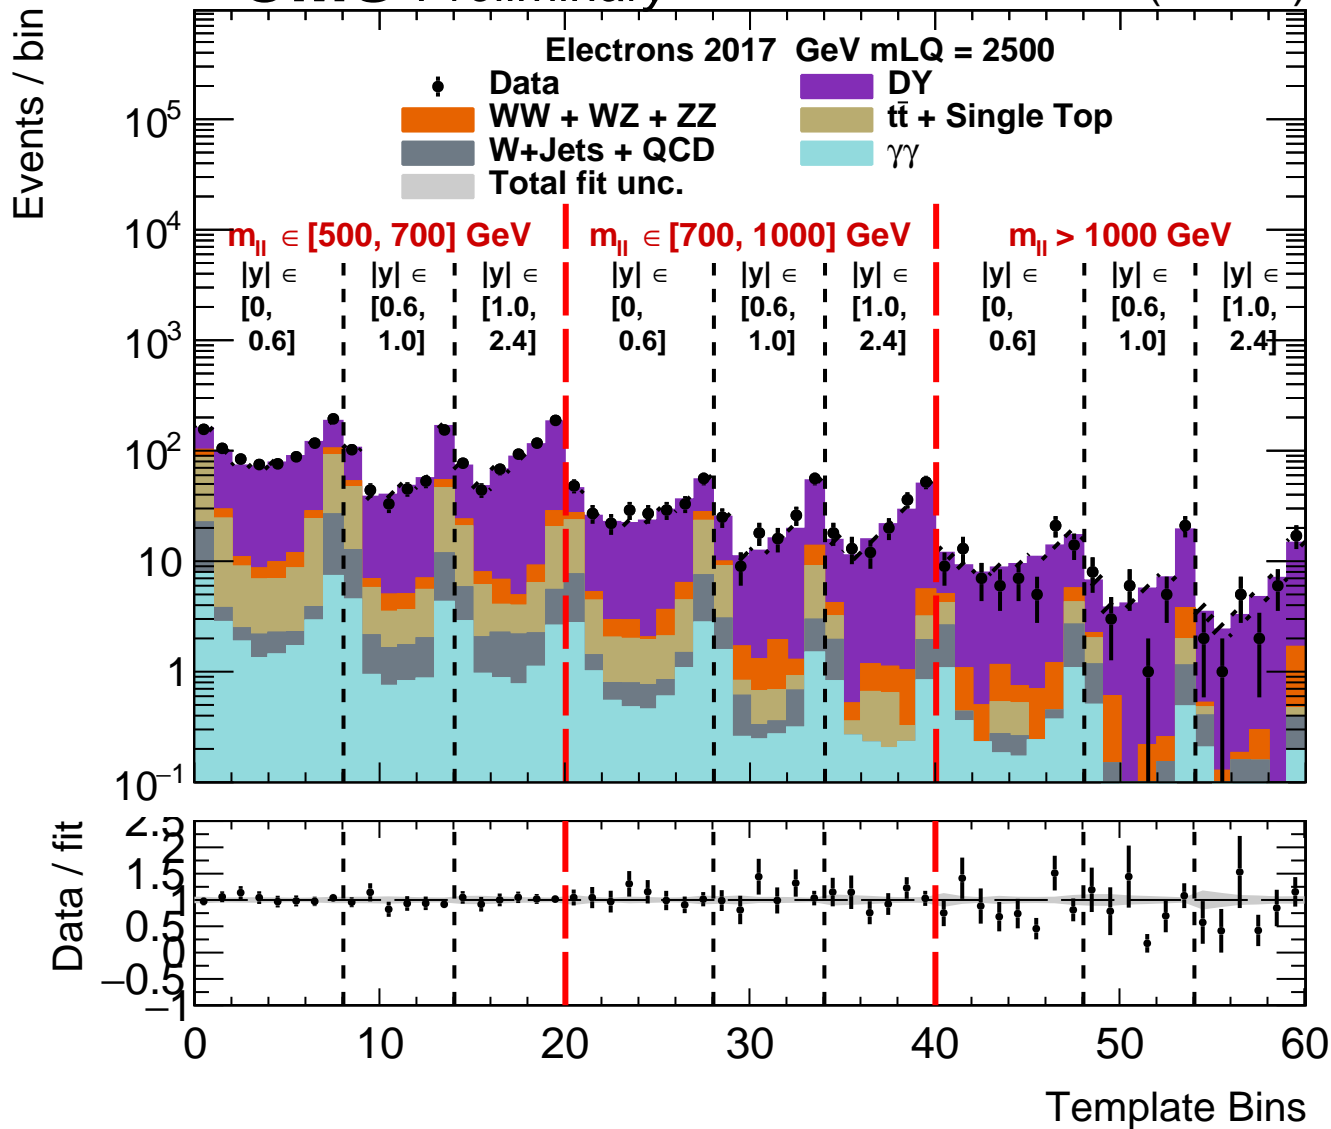 Preliminary
Events / bin
Electrons 2017 GeV mLQ = 2500
Data
DY
WW + WZ + ZZ
tt̄ + Single Top
W+Jets + QCD
γγ
Total fit unc.
m_ll ∈ [500, 700] GeV
m_ll ∈ [700, 1000] GeV
m_ll > 1000 GeV
|y| ∈ |y| ∈ |y| ∈ |y| ∈ |y| ∈ |y| ∈ |y| ∈ |y| ∈ |y| ∈
[0, [0.6, [1.0, [0, [0.6, [1.0, [0, [0.6, [1.0,
0.6] 1.0] 2.4] 0.6] 1.0] 2.4] 0.6] 1.0] 2.4]
10⁵
10⁴
10³
10²
10
1
10⁻¹
Data / fit
2.5
2
1.5
1
0.5
0
−0.5
−1
0 10 20 30 40 50 60
Template Bins